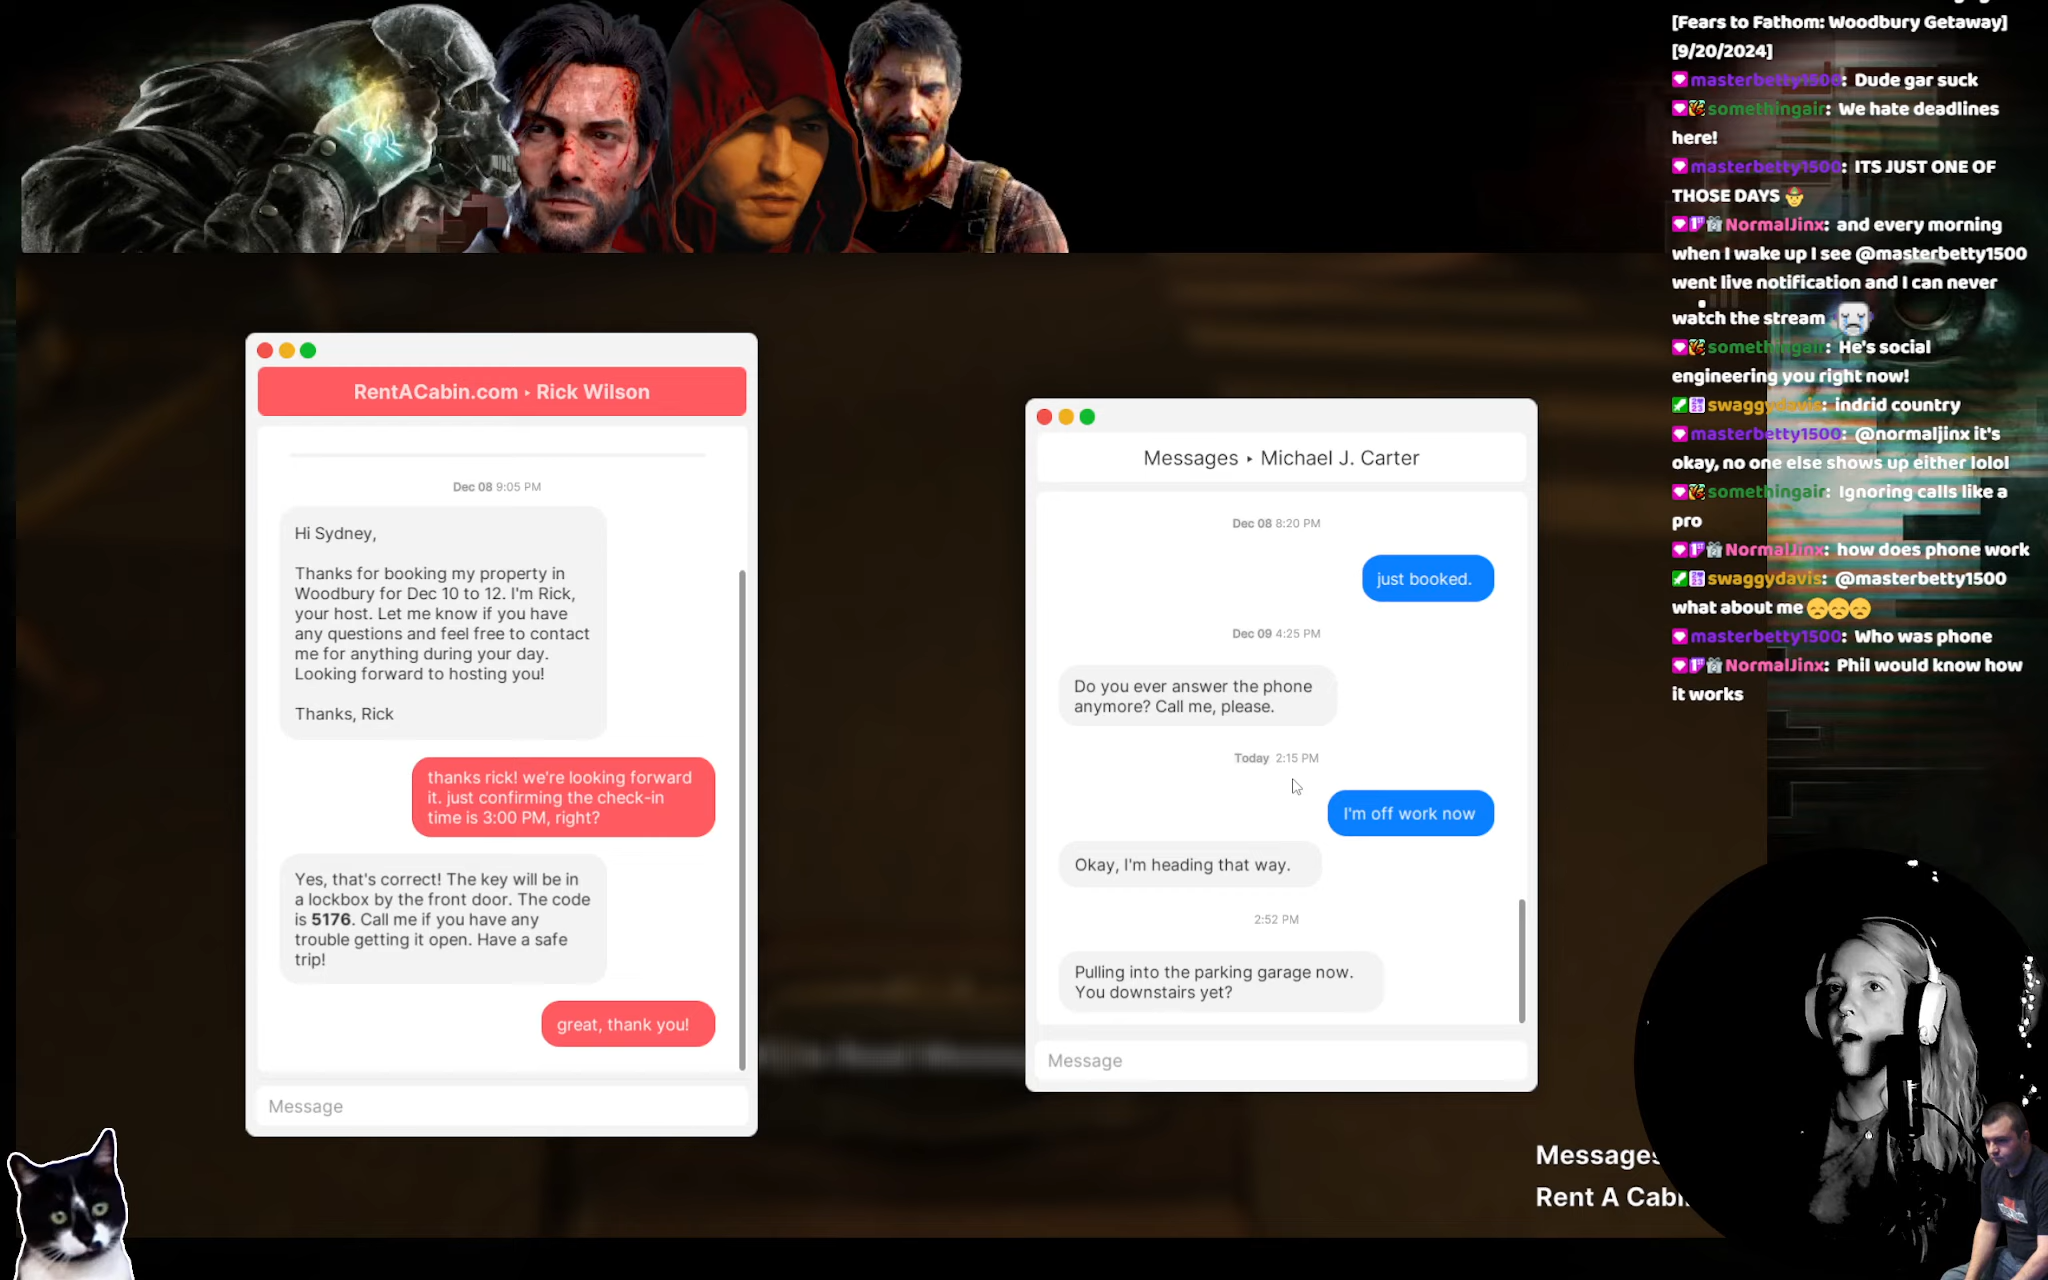 RentACabin.com ‣ Rick Wilson
Dec 08 9:05 PM
Hi Sydney,
Thanks for booking my property in
Woodbury for Dec 10 to 12. I'm Rick,
your host. Let me know if you have
any questions and feel free to contact
me for anything during your day.
Looking forward to hosting you!
Thanks, Rick
thanks rick! we're looking forward
it. just confirming the check-in
time is 3:00 PM, right?
Yes, that's correct! The key will be in
a lockbox by the front door. The code
is 5176. Call me if you have any
trouble getting it open. Have a safe
trip!
great, thank you!
Message
Messages ‣ Michael J. Carter
Dec 08 8:20 PM
just booked.
Dec 09 4:25 PM
Do you ever answer the phone
anymore? Call me, please.
Today 2:15 PM
I'm off work now
Okay, I'm heading that way.
2:52 PM
Pulling into the parking garage now.
You downstairs yet?
Message
Messages
Rent A Cabi
[Fears to Fathom: Woodbury Getaway]
[9/20/2024]
masterbetty1500: Dude gar suck
somethingair: We hate deadlines
here!
masterbetty1500: ITS JUST ONE OF
THOSE DAYS 🤠
NormalJinx: and every morning
when I wake up I see @masterbetty1500
went live notification and I can never
watch the stream
somethingair: He's social
engineering you right now!
swaggydavis: indrid country
masterbetty1500: @normaljinx it's
okay, no one else shows up either lolol
somethingair: Ignoring calls like a
pro
NormalJinx: how does phone work
swaggydavis: @masterbetty1500
what about me 😞😞😞
masterbetty1500: Who was phone
NormalJinx: Phil would know how
it works